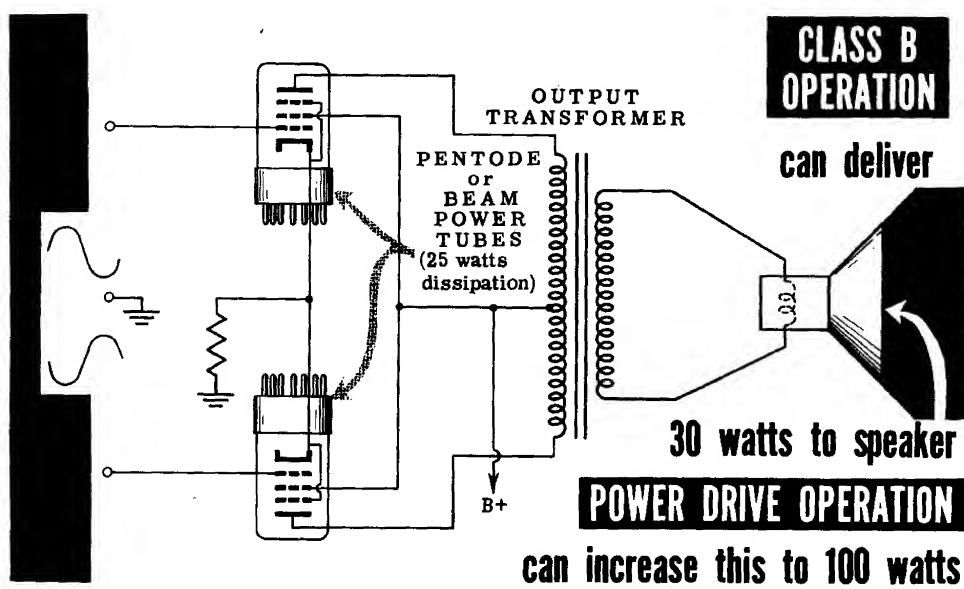 CLASS B
OPERATION
can deliver
OUTPUT
TRANSFORMER
PENTODE
or
BEAM
POWER
TUBES
(25 watts
dissipation)
B+
30 watts to speaker
POWER DRIVE OPERATION
can increase this to 100 watts